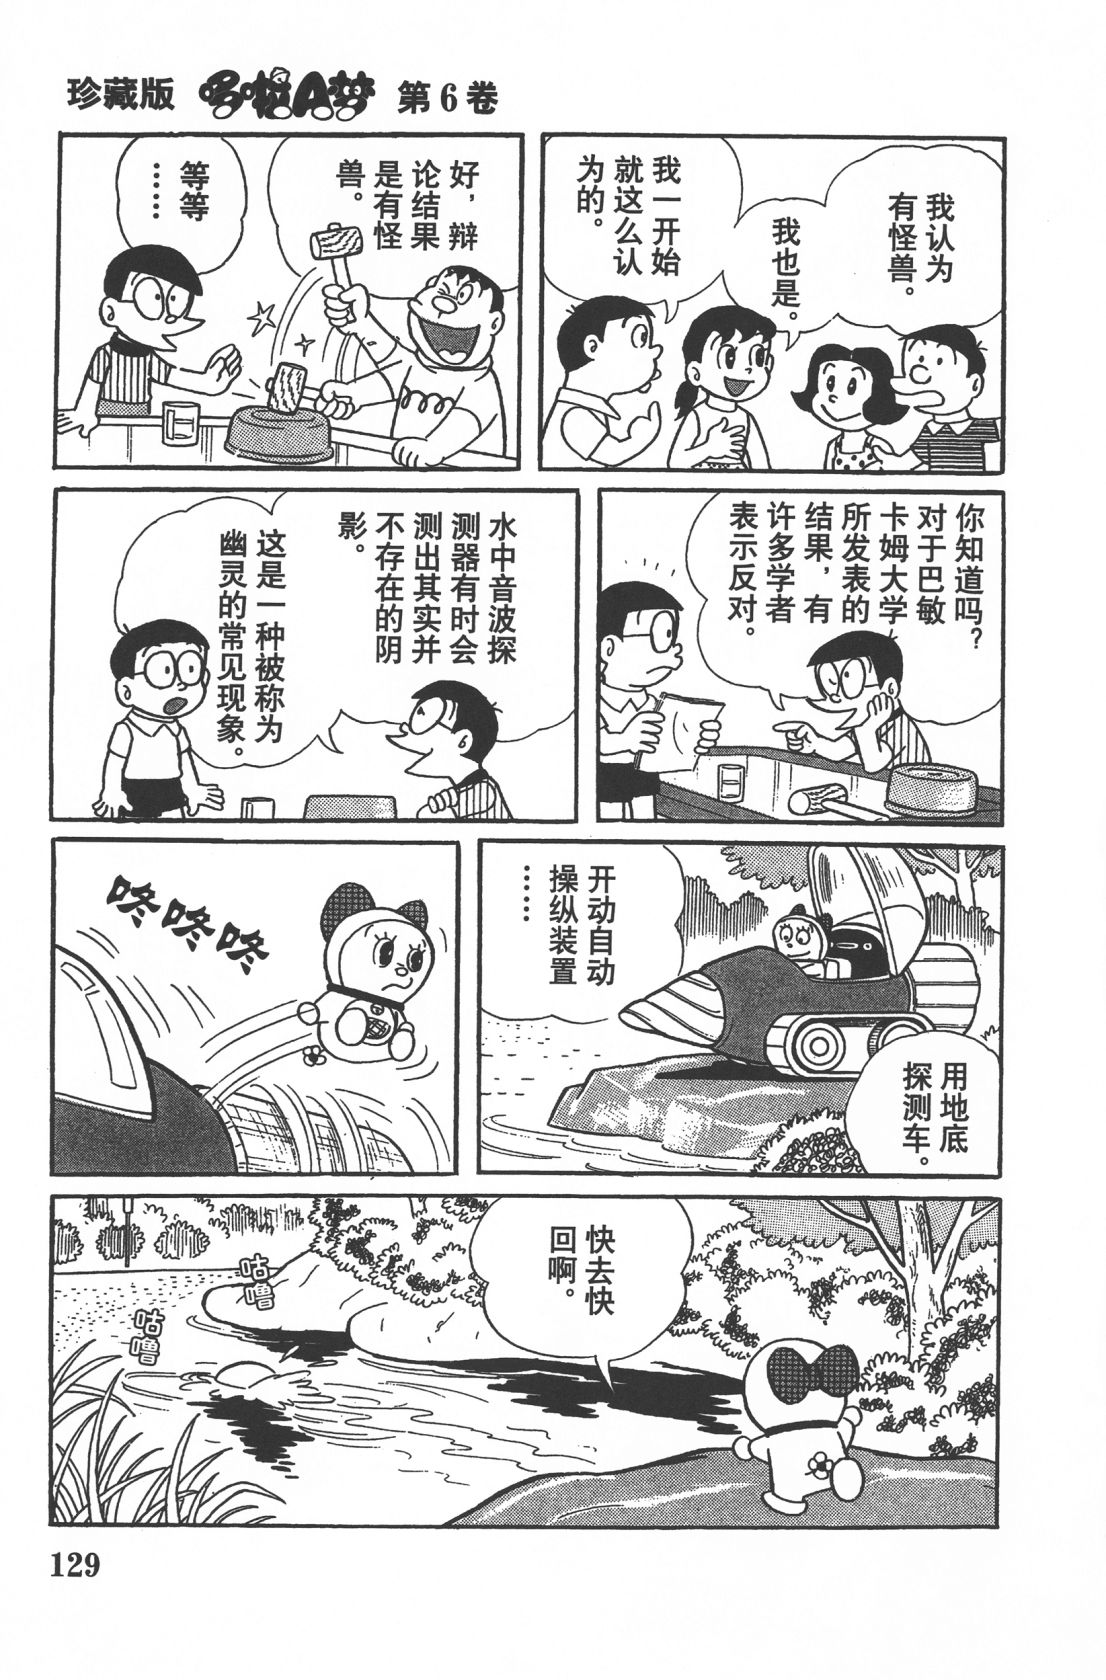 珍藏版 哆啦A梦 第6卷
我认为
有怪兽。
我也是。
我一开始
就这么认
为的。
好，辩
论结果
是有怪
兽。
等等
……
你知道吗？
对于巴敏
卡姆大学
所发表的
结果，有
许多学者
表示反对。
水中音波探
测器有时会
测出其实并
不存在的阴
影。
这是一种被称为
幽灵的常见现象。
用地底
探测车。
开动自动
操纵装置
……
咚咚咚
快去快
回啊。
咕噜
咕噜
129